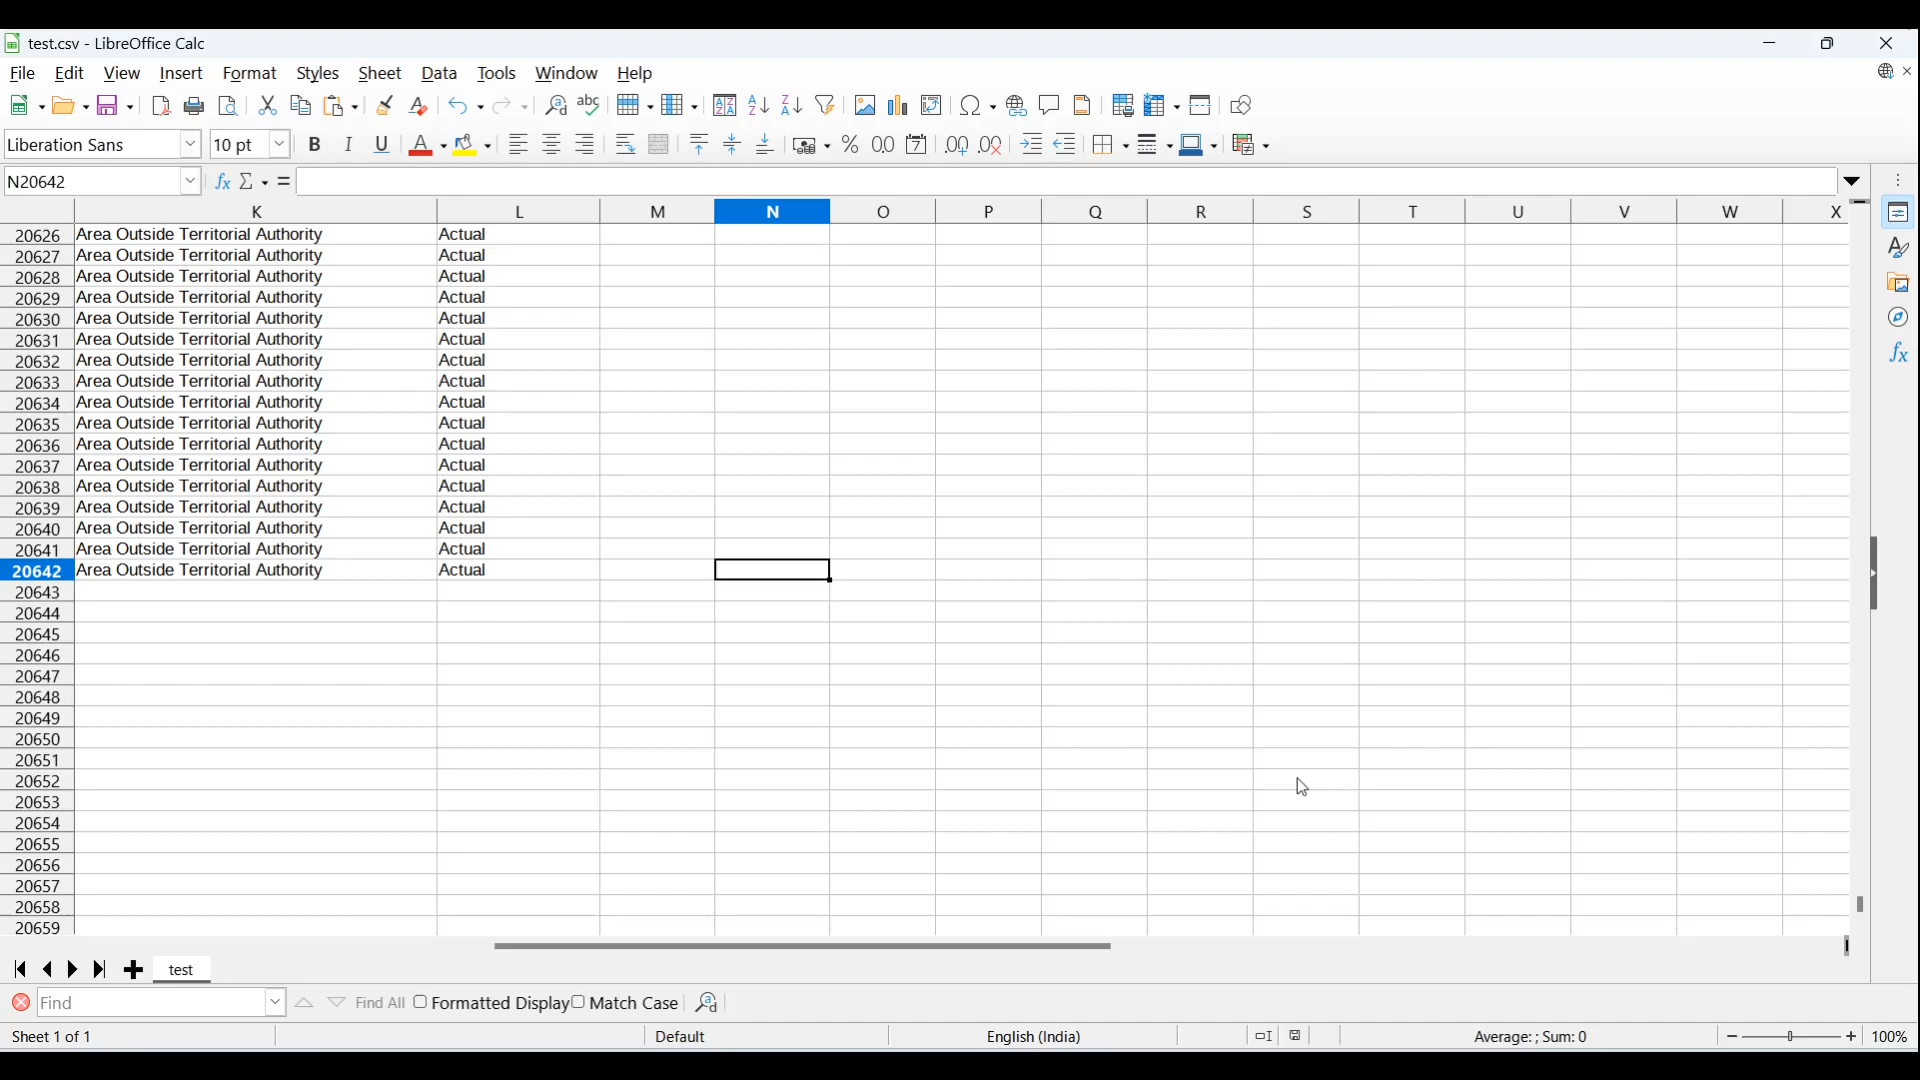 test.csv - LibreOffice Calc
File Edit View Insert Format Styles Sheet Data Tools Window Help
Liberation Sans 10 pt B I U
N20642 fx Σ =
K L M N O P Q R S T U V W X
20626 Area Outside Territorial Authority Actual
20627 Area Outside Territorial Authority Actual
20628 Area Outside Territorial Authority Actual
20629 Area Outside Territorial Authority Actual
20630 Area Outside Territorial Authority Actual
20631 Area Outside Territorial Authority Actual
20632 Area Outside Territorial Authority Actual
20633 Area Outside Territorial Authority Actual
20634 Area Outside Territorial Authority Actual
20635 Area Outside Territorial Authority Actual
20636 Area Outside Territorial Authority Actual
20637 Area Outside Territorial Authority Actual
20638 Area Outside Territorial Authority Actual
20639 Area Outside Territorial Authority Actual
20640 Area Outside Territorial Authority Actual
20641 Area Outside Territorial Authority Actual
20642 Area Outside Territorial Authority Actual
20643
20644
20645
20646
20647
20648
20649
20650
20651
20652
20653
20654
20655
20656
20657
20658
20659
test
Find Find All Formatted Display Match Case
Sheet 1 of 1 Default English (India) Average: ; Sum: 0 100%